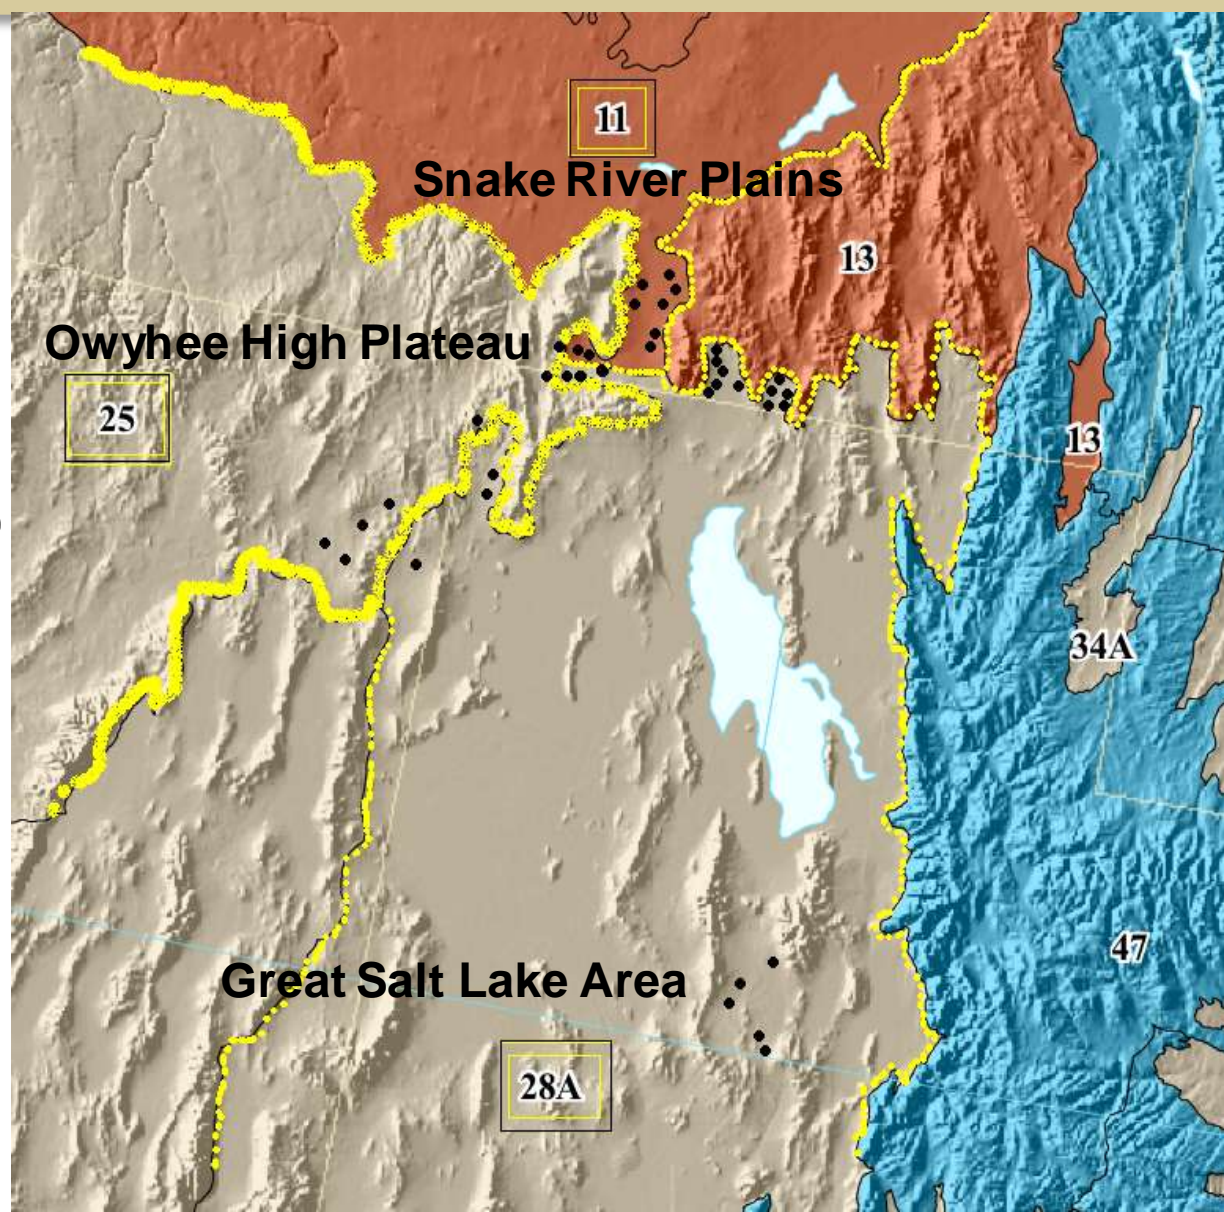 11
Snake River Plains
13
Owyhee High Plateau
25
13
34A
47
Great Salt Lake Area
28A